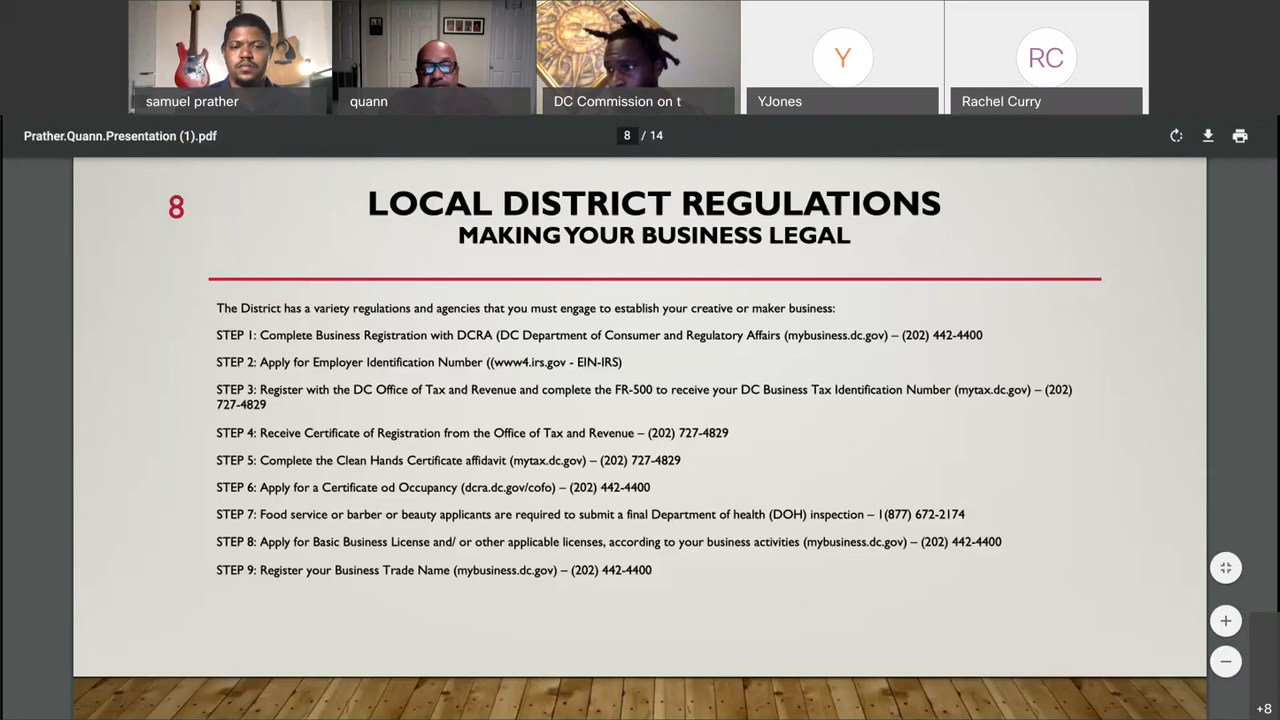 samuel prather
quann
DC Commission on t
Y
YJones
RC
Rachel Curry
Prather.Quann.Presentation (1).pdf
8 / 14
8
LOCAL DISTRICT REGULATIONS
MAKING YOUR BUSINESS LEGAL
The District has a variety regulations and agencies that you must engage to establish your creative or maker business:
STEP 1: Complete Business Registration with DCRA (DC Department of Consumer and Regulatory Affairs (mybusiness.dc.gov) – (202) 442-4400
STEP 2: Apply for Employer Identification Number ((www4.irs.gov - EIN-IRS)
STEP 3: Register with the DC Office of Tax and Revenue and complete the FR-500 to receive your DC Business Tax Identification Number (mytax.dc.gov) – (202)
727-4829
STEP 4: Receive Certificate of Registration from the Office of Tax and Revenue – (202) 727-4829
STEP 5: Complete the Clean Hands Certificate affidavit (mytax.dc.gov) – (202) 727-4829
STEP 6: Apply for a Certificate od Occupancy (dcra.dc.gov/cofo) – (202) 442-4400
STEP 7: Food service or barber or beauty applicants are required to submit a final Department of health (DOH) inspection – 1(877) 672-2174
STEP 8: Apply for Basic Business License and/ or other applicable licenses, according to your business activities (mybusiness.dc.gov) – (202) 442-4400
STEP 9: Register your Business Trade Name (mybusiness.dc.gov) – (202) 442-4400
+8